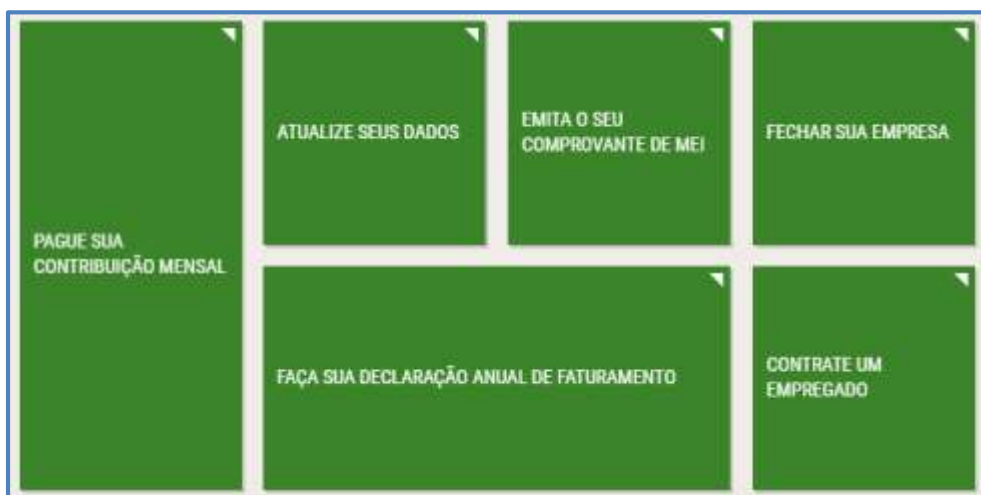 PAGUE SUA
CONTRIBUIÇÃO MENSAL
ATUALIZE SEUS DADOS
EMITA O SEU
COMPROVANTE DE MEI
FECHAR SUA EMPRESA
FAÇA SUA DECLARAÇÃO ANUAL DE FATURAMENTO
CONTRATE UM
EMPREGADO